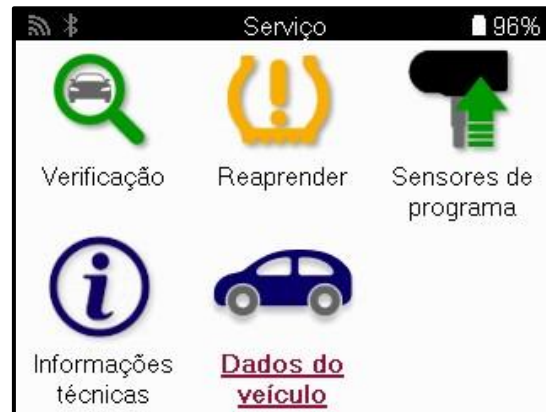 Serviço 96%
Verificação Reaprender Sensores de
programa
Informações Dados do
técnicas veículo